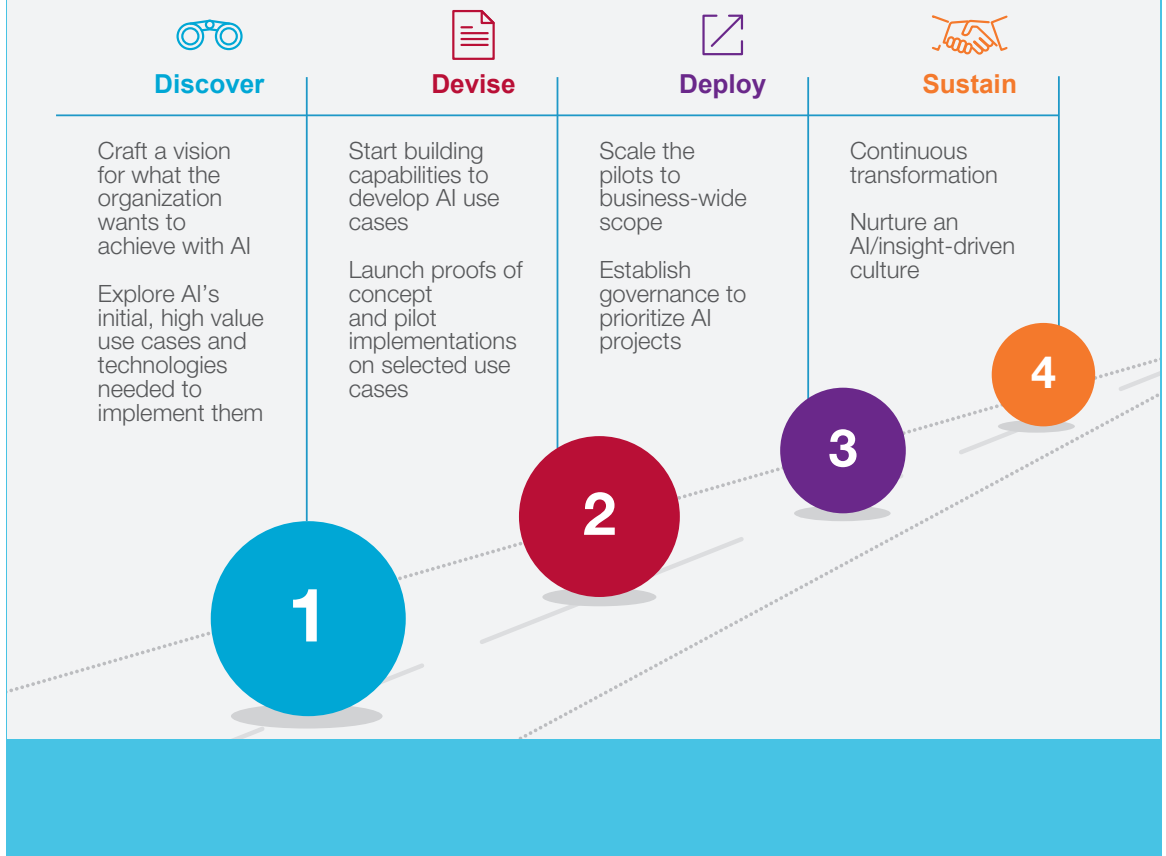 Discover
Craft a vision
for what the
organization
wants to
achieve with AI
Explore AI’s
initial, high value
use cases and
technologies
needed to
implement them
Devise
Start building
capabilities to
develop AI use
cases
Launch proofs of
concept
and pilot
implementations
on selected use
cases
Deploy
Scale the
pilots to
business-wide
scope
Establish
governance to
prioritize AI
projects
Sustain
Continuous
transformation
Nurture an
AI/insight-driven
culture
1
2
3
4